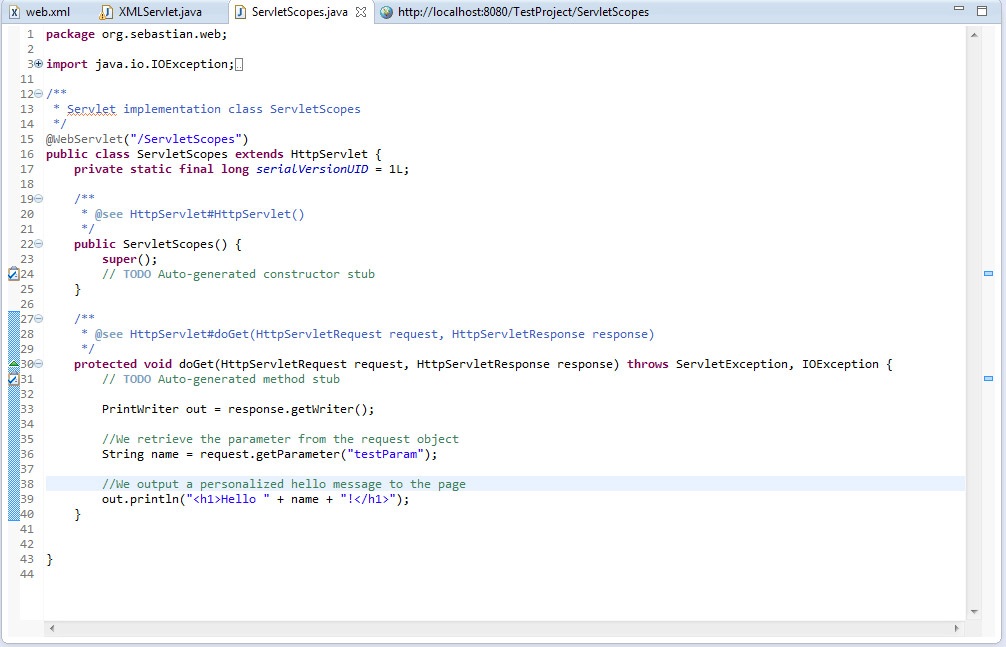 web.xml XMLServlet.java ServletScopes.java http://localhost:8080/TestProject/ServletScopes
1 package org.sebastian.web;
2
3 import java.io.IOException;
11
12 /**
13  * Servlet implementation class ServletScopes
14  */
15 @WebServlet("/ServletScopes")
16 public class ServletScopes extends HttpServlet {
17     private static final long serialVersionUID = 1L;
18
19     /**
20      * @see HttpServlet#HttpServlet()
21      */
22     public ServletScopes() {
23         super();
24         // TODO Auto-generated constructor stub
25     }
26
27     /**
28      * @see HttpServlet#doGet(HttpServletRequest request, HttpServletResponse response)
29      */
30     protected void doGet(HttpServletRequest request, HttpServletResponse response) throws ServletException, IOException {
31         // TODO Auto-generated method stub
32
33         PrintWriter out = response.getWriter();
34
35         //We retrieve the parameter from the request object
36         String name = request.getParameter("testParam");
37
38         //We output a personalized hello message to the page
39         out.println("<h1>Hello " + name + "!</h1>");
40     }
41
42
43 }
44